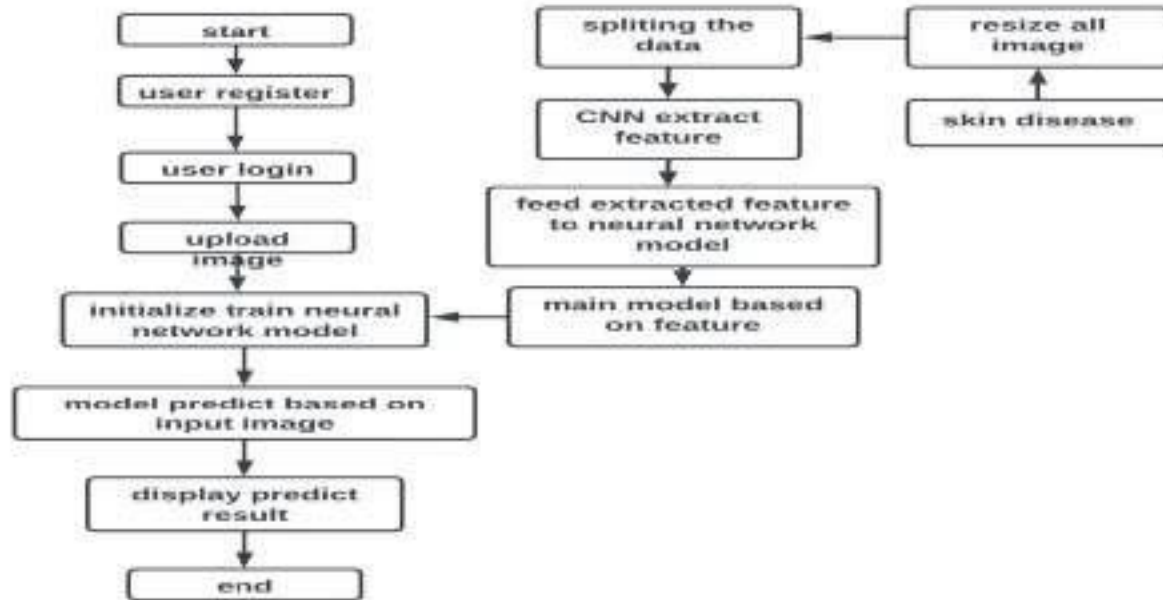 start
user register
user login
upload
image
initialize train neural
network model
model predict based on
input image
display predict
result
end
spliting the
data
CNN extract
feature
feed extracted feature
to neural network
model
main model based
on feature
resize all
image
skin disease